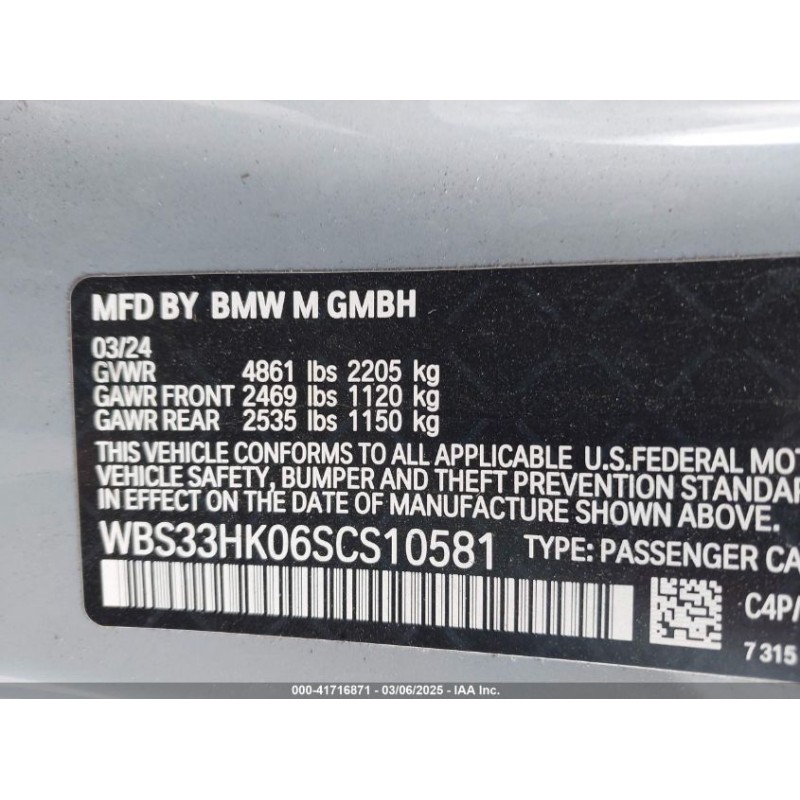 MFD BY BMW M GMBH
03/24
GVWR 4861 lbs 2205 kg
GAWR FRONT 2469 lbs 1120 kg
GAWR REAR 2535 lbs 1150 kg
THIS VEHICLE CONFORMS TO ALL APPLICABLE U.S.FEDERAL MOT
VEHICLE SAFETY, BUMPER AND THEFT PREVENTION STANDAR
IN EFFECT ON THE DATE OF MANUFACTURE SHOWN ABOVE.
WBS33HK06SCS10581 TYPE: PASSENGER CA
C4P/
7 315
000-41716871 - 03/06/2025 - IAA Inc.